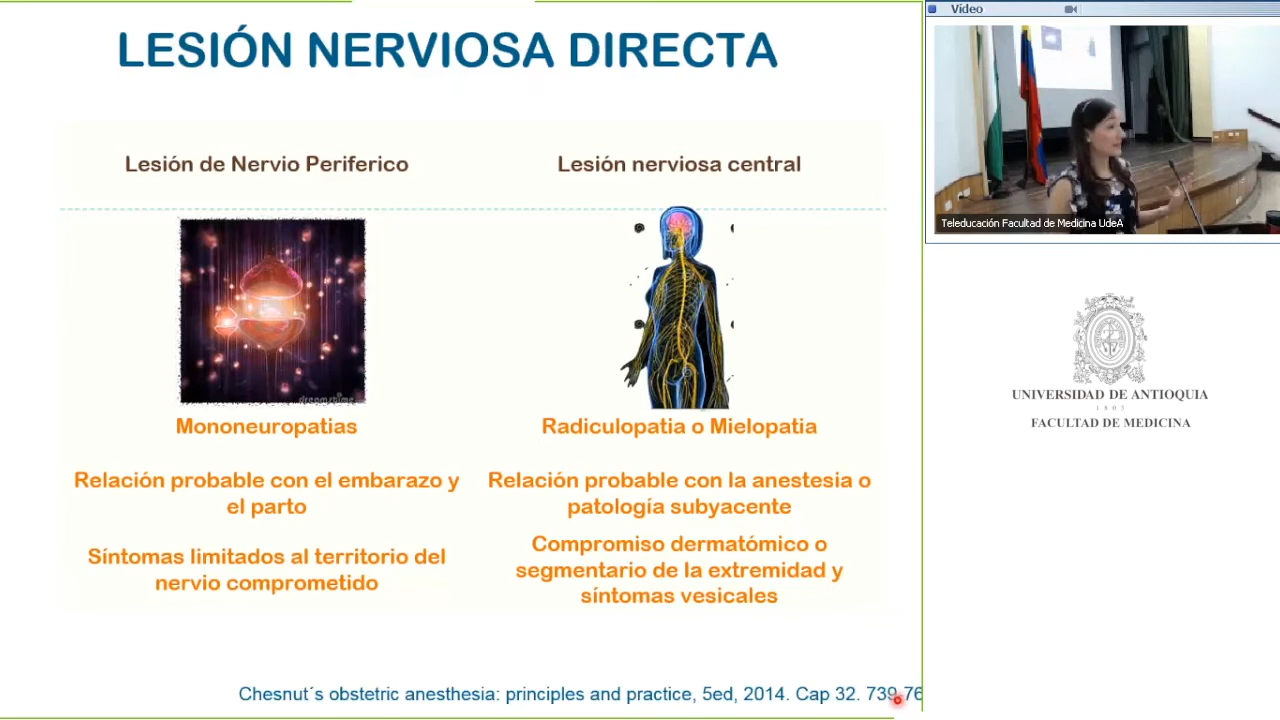 LESIÓN NERVIOSA DIRECTA
Lesión de Nervio Periferico
Lesión nerviosa central
dreamstime
Mononeuropatias
Radiculopatia o Mielopatia
Relación probable con el embarazo y
el parto
Relación probable con la anestesia o
patología subyacente
Síntomas limitados al territorio del
nervio comprometido
Compromiso dermatómico o
segmentario de la extremidad y
síntomas vesicales
Chesnut´s obstetric anesthesia: principles and practice, 5ed, 2014. Cap 32. 739
Vídeo
Teleducación Facultad de Medicina UdeA
UNIVERSIDAD DE ANTIOQUIA
1803
FACULTAD DE MEDICINA